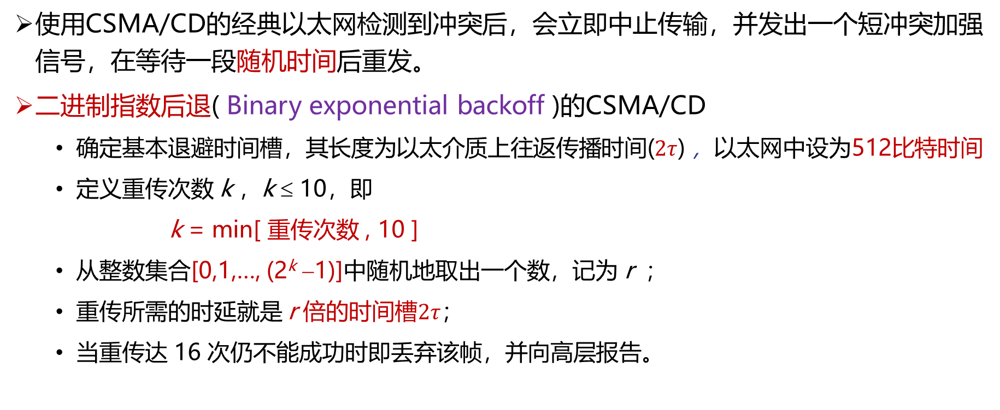 ➢使用CSMA/CD的经典以太网检测到冲突后，会立即中止传输，并发出一个短冲突加强
信号，在等待一段随机时间后重发。
➢二进制指数后退( Binary exponential backoff )的CSMA/CD
• 确定基本退避时间槽，其长度为以太介质上往返传播时间(2τ) ，以太网中设为512比特时间
• 定义重传次数 k ，k ≤ 10，即
k = min[ 重传次数 , 10 ]
• 从整数集合[0,1,…, (2^k –1)]中随机地取出一个数，记为 r ；
• 重传所需的时延就是 r 倍的时间槽2τ；
• 当重传达 16 次仍不能成功时即丢弃该帧，并向高层报告。